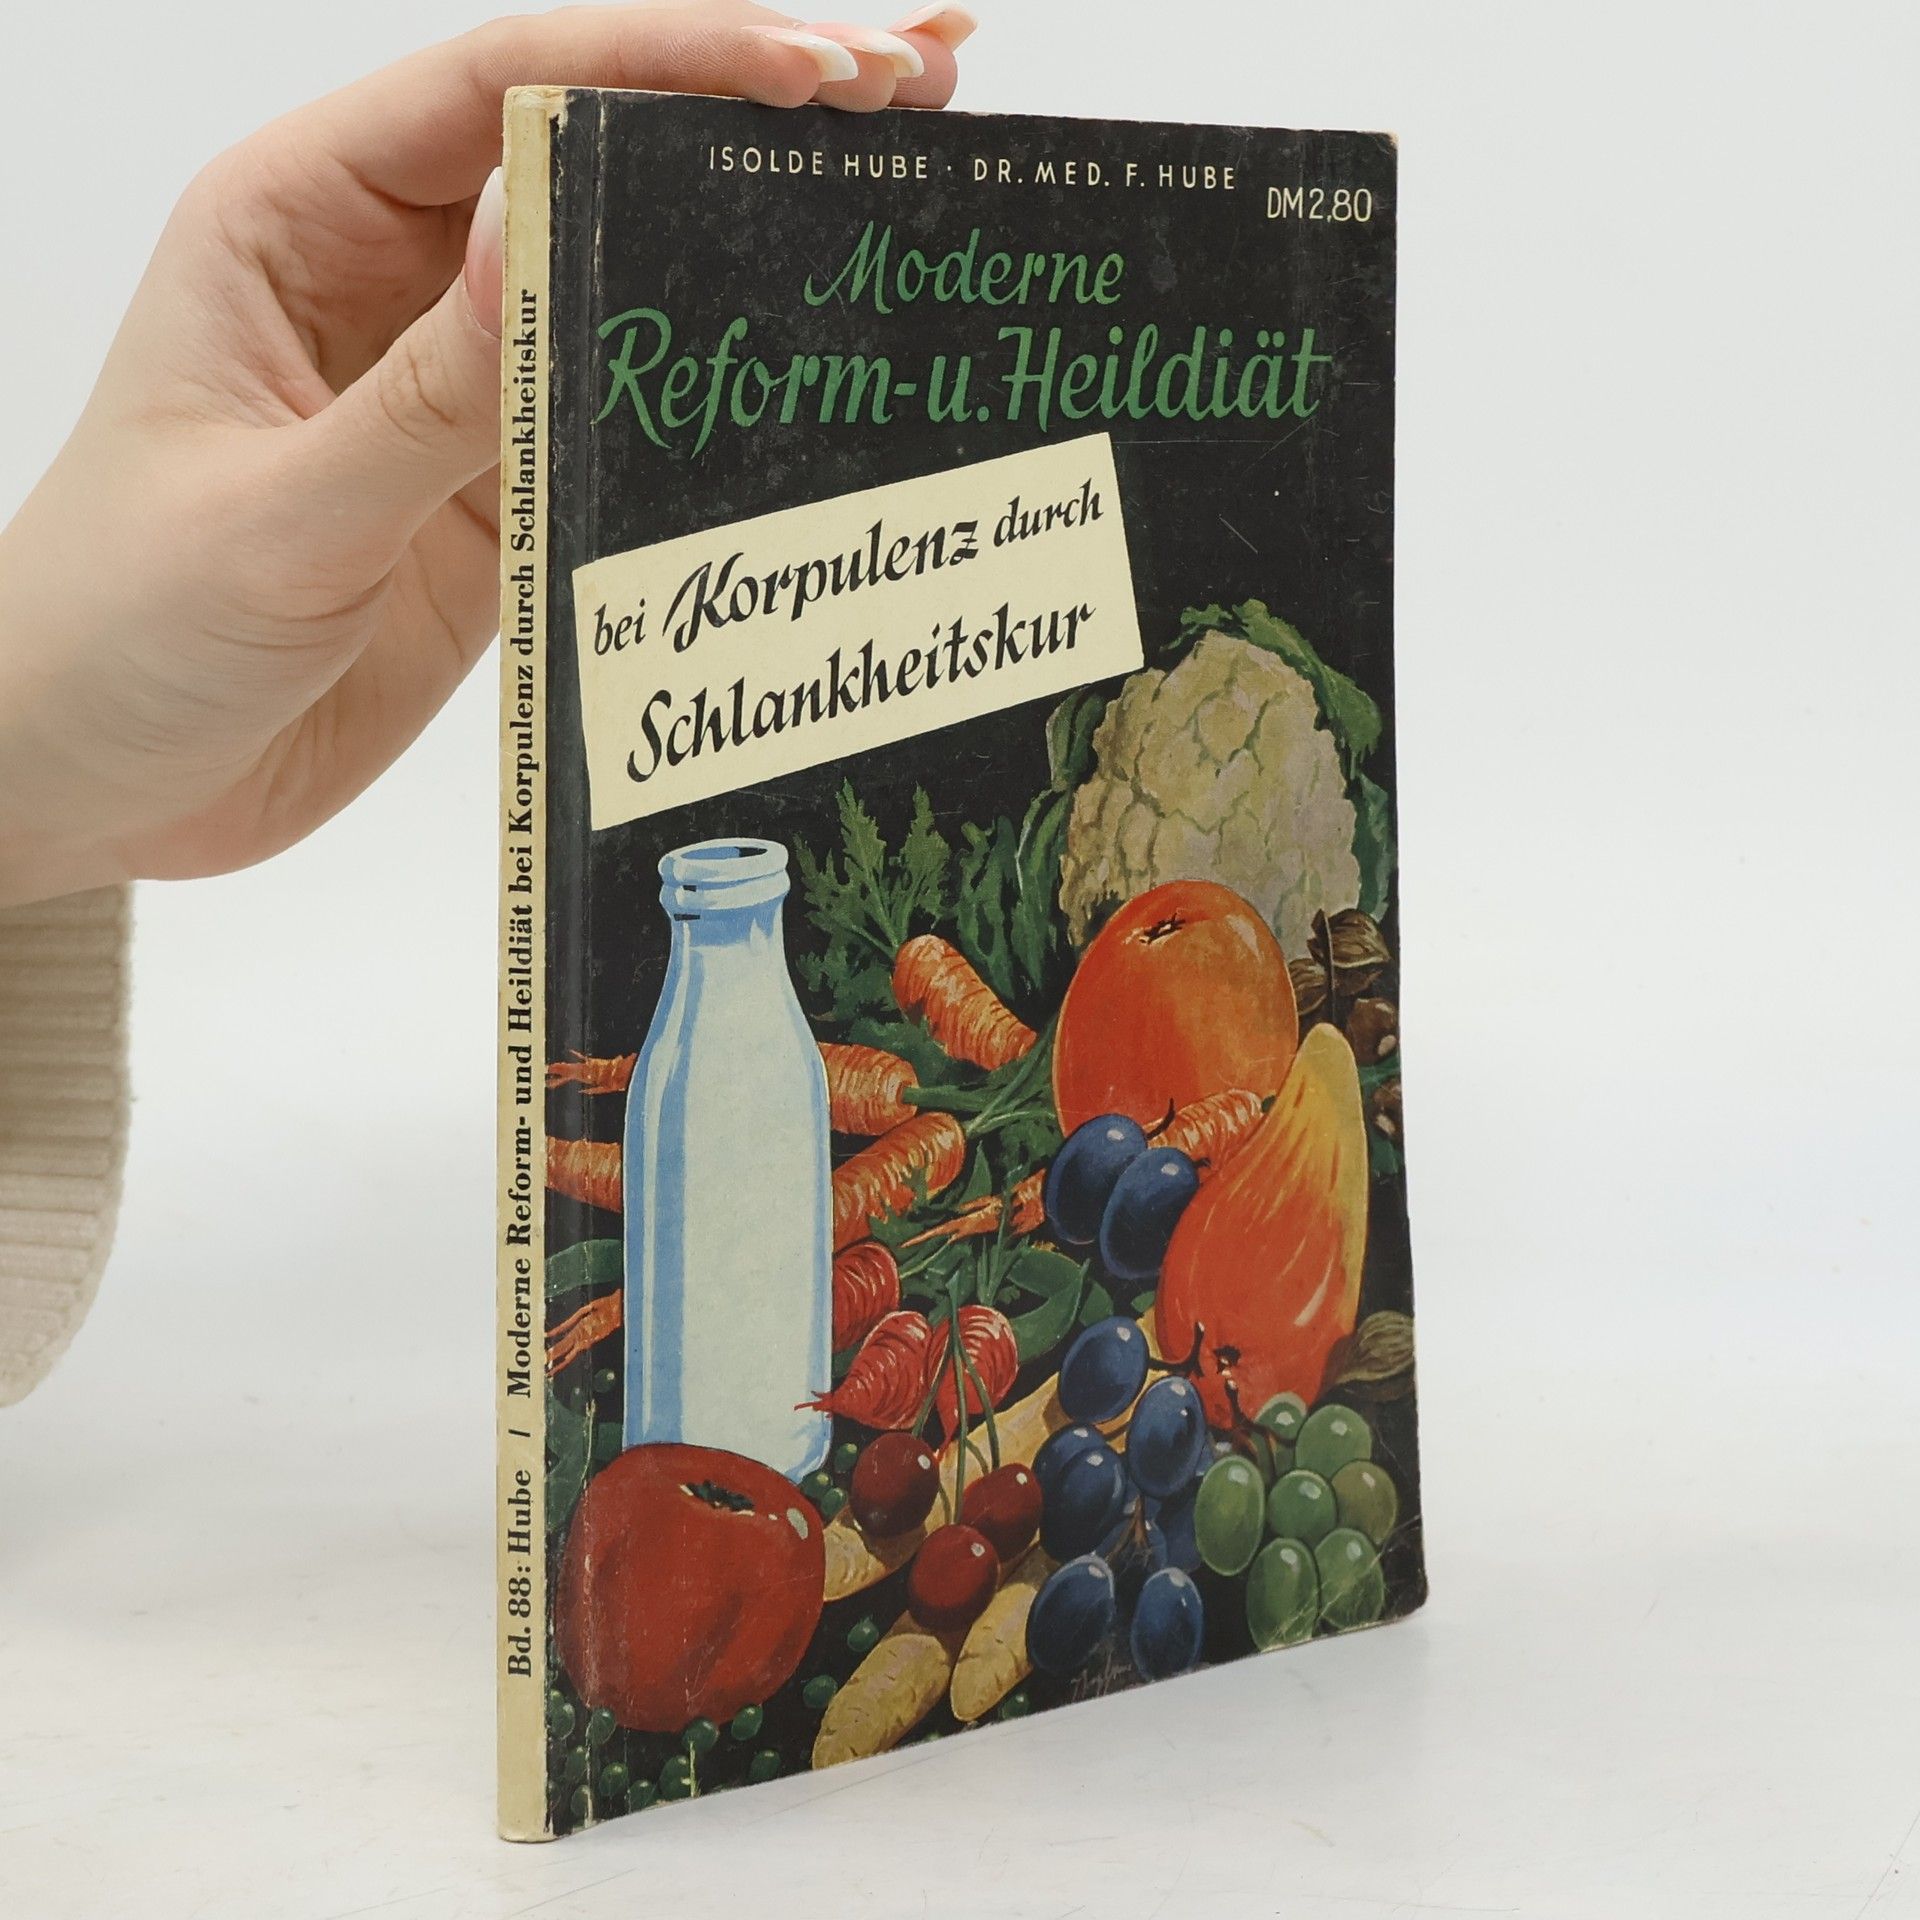 ISOLDE HUBE · DR. MED. F. HUBE
DM 2,80
Moderne
Reform-u. Heildiät
bei Korpulenz durch
Schlankheitskur
Bd. 88: Hube / Moderne Reform- und Heildiät bei Korpulenz durch Schlankheitskur